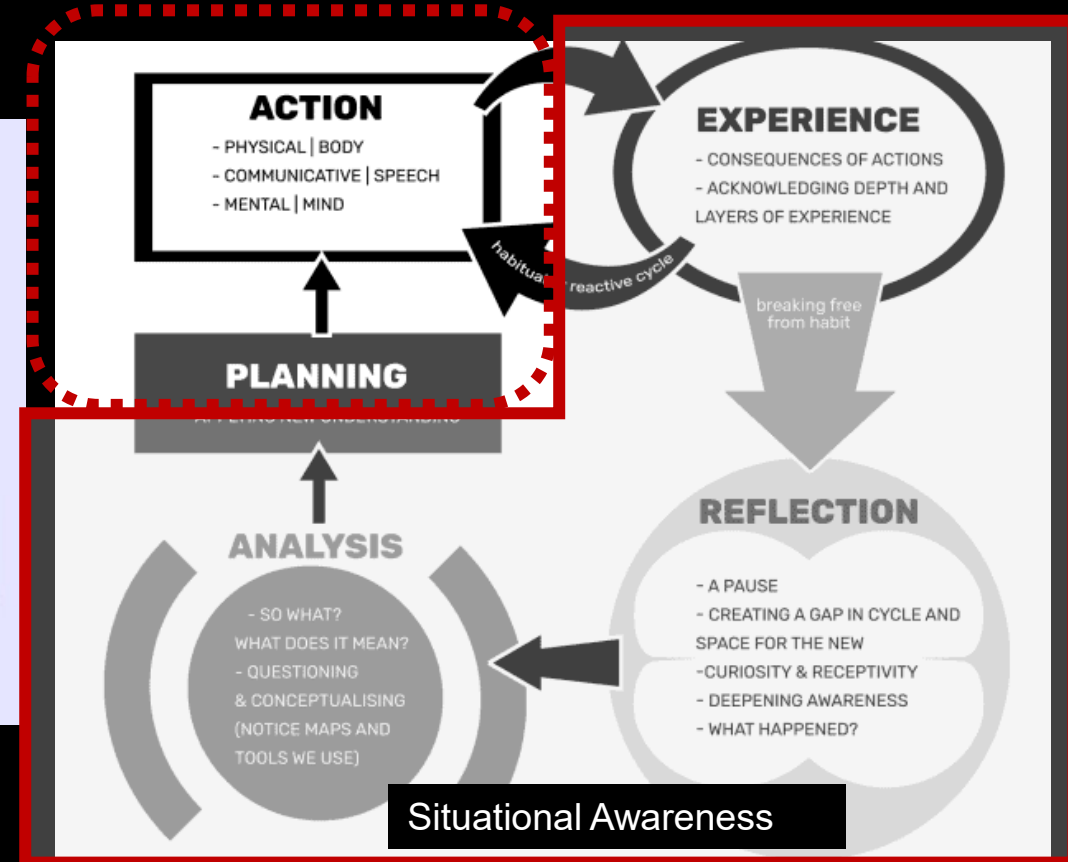 ACTION
- PHYSICAL | BODY
- COMMUNICATIVE | SPEECH
- MENTAL | MIND
EXPERIENCE
- CONSEQUENCES OF ACTIONS
- ACKNOWLEDGING DEPTH AND
LAYERS OF EXPERIENCE
reactive cycle
breaking free
from habit
PLANNING
REFLECTION
- A PAUSE
- CREATING A GAP IN CYCLE AND
SPACE FOR THE NEW
-CURIOSITY & RECEPTIVITY
- DEEPENING AWARENESS
- WHAT HAPPENED?
ANALYSIS
- SO WHAT?
WHAT DOES IT MEAN?
- QUESTIONING
& CONCEPTUALISING
(NOTICE MAPS AND
TOOLS WE USE)
Situational Awareness